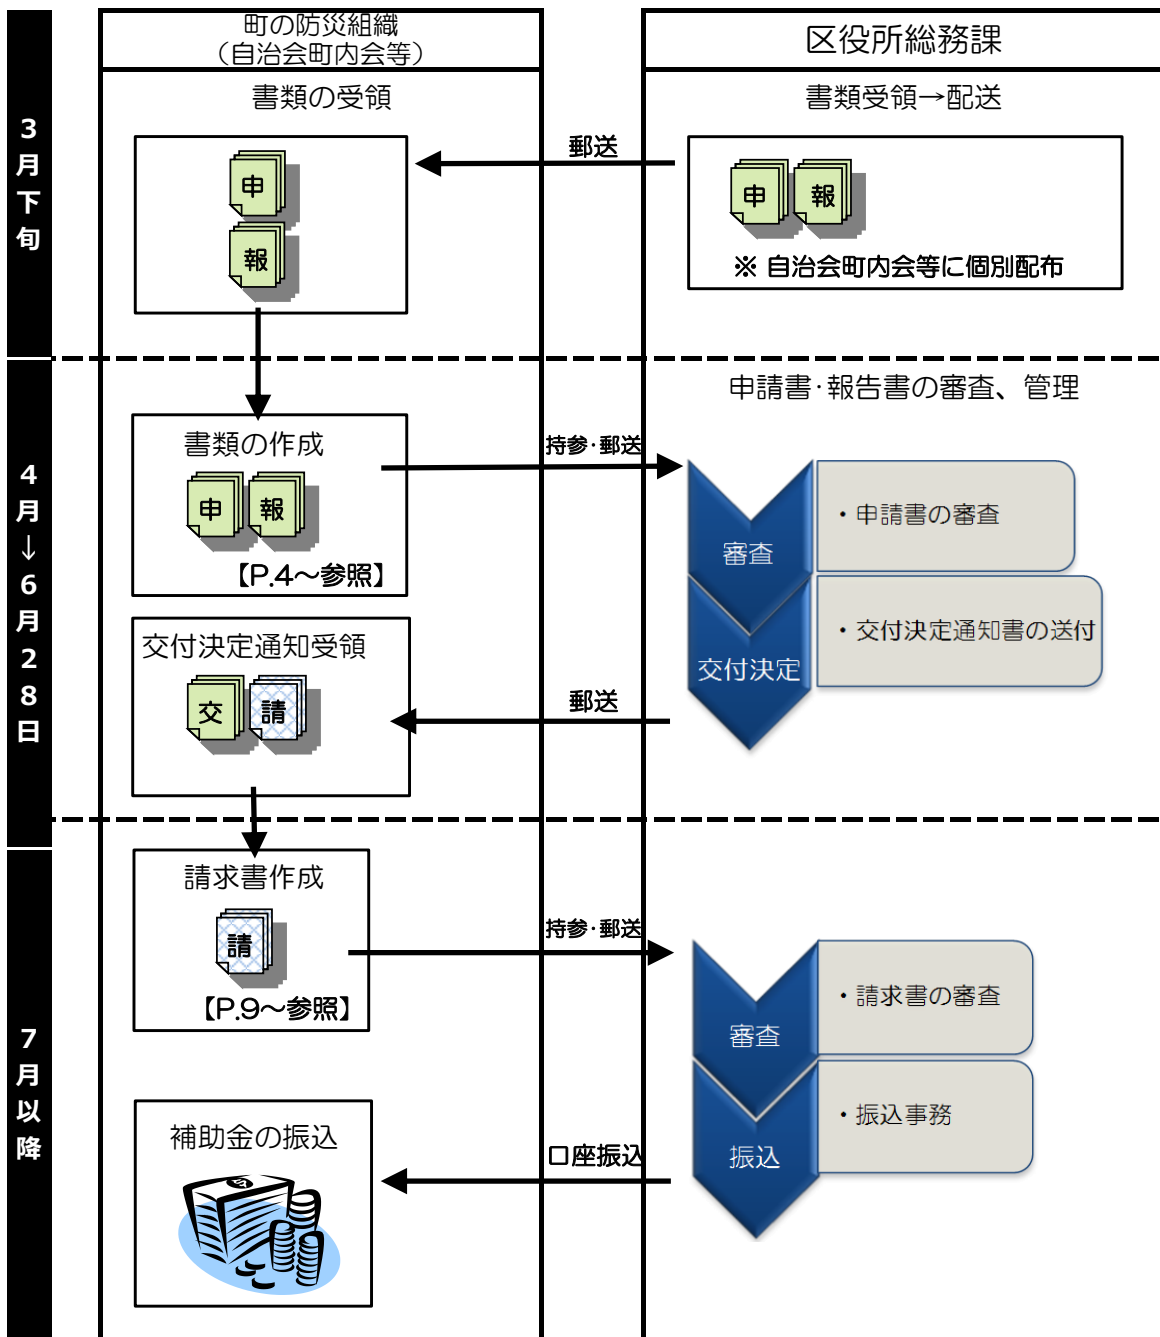 町の防災組織
（自治会町内会等）
区役所総務課
3月下旬
書類の受領
書類受領→配送
郵送
申
報
申
報
※ 自治会町内会等に個別配布
4月→6月28日
申請書・報告書の審査、管理
書類の作成
申
報
【P.4～参照】
持参・郵送
審査
・申請書の審査
交付決定
・交付決定通知書の送付
交付決定通知受領
交
請
郵送
7月以降
請求書作成
請
【P.9～参照】
持参・郵送
審査
・請求書の審査
振込
・振込事務
補助金の振込
口座振込